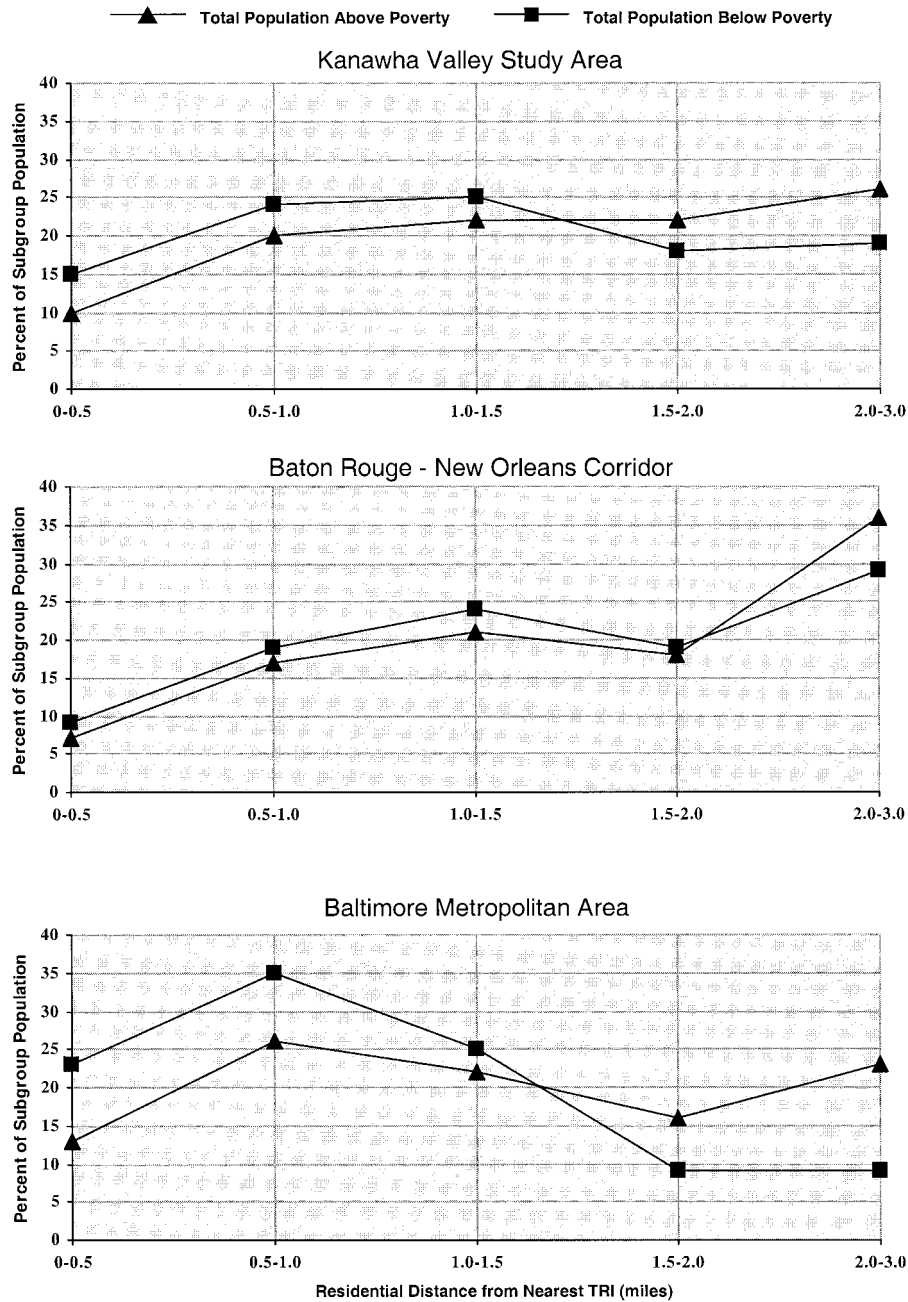 Total Population Above Poverty Total Population Below Poverty
Kanawha Valley Study Area
Percent of Subgroup Population
40
35
30
25
20
15
10
5
0
0-0.5 0.5-1.0 1.0-1.5 1.5-2.0 2.0-3.0
Baton Rouge - New Orleans Corridor
Percent of Subgroup Population
40
35
30
25
20
15
10
5
0
0-0.5 0.5-1.0 1.0-1.5 1.5-2.0 2.0-3.0
Baltimore Metropolitan Area
Percent of Subgroup Population
40
35
30
25
20
15
10
5
0
0-0.5 0.5-1.0 1.0-1.5 1.5-2.0 2.0-3.0
Residential Distance from Nearest TRI (miles)